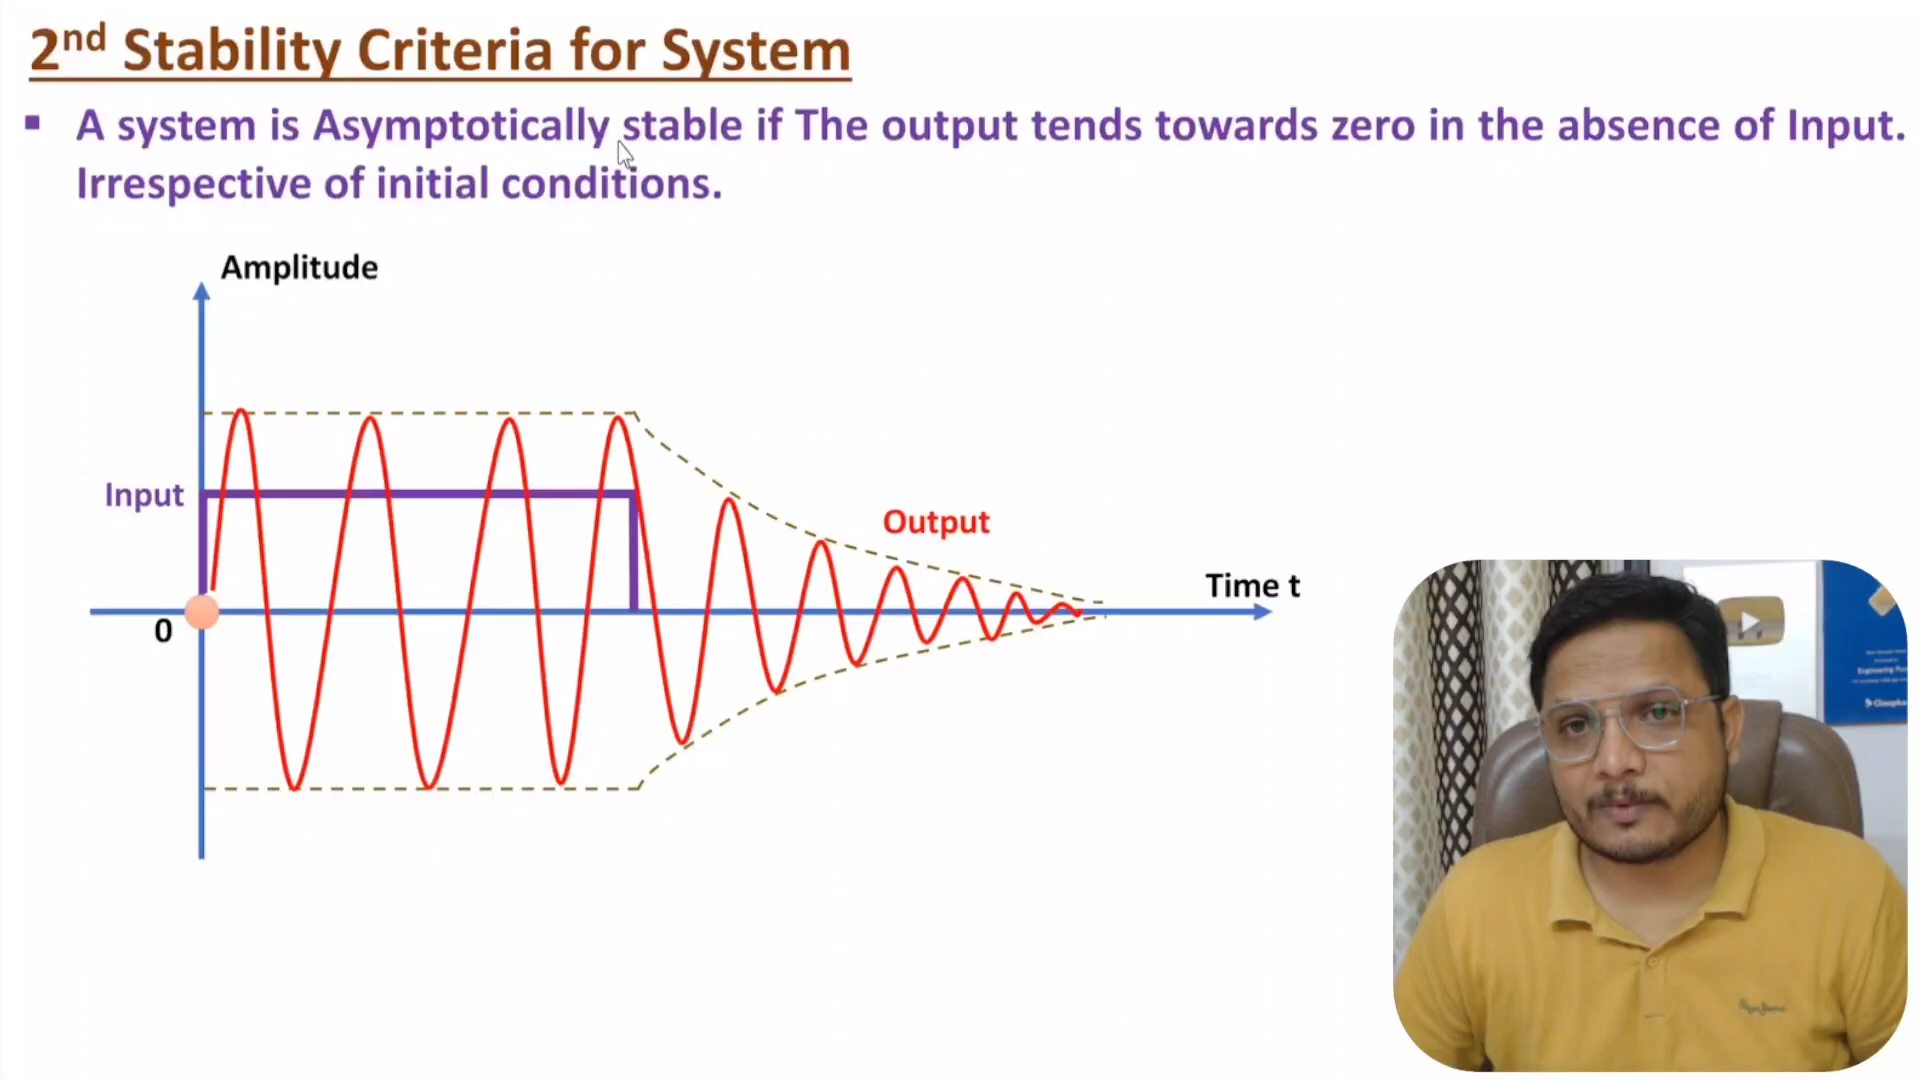 2nd Stability Criteria for System
▪ A system is Asymptotically stable if The output tends towards zero in the absence of Input.
Irrespective of initial conditions.
Amplitude
Input
Output
Time t
0